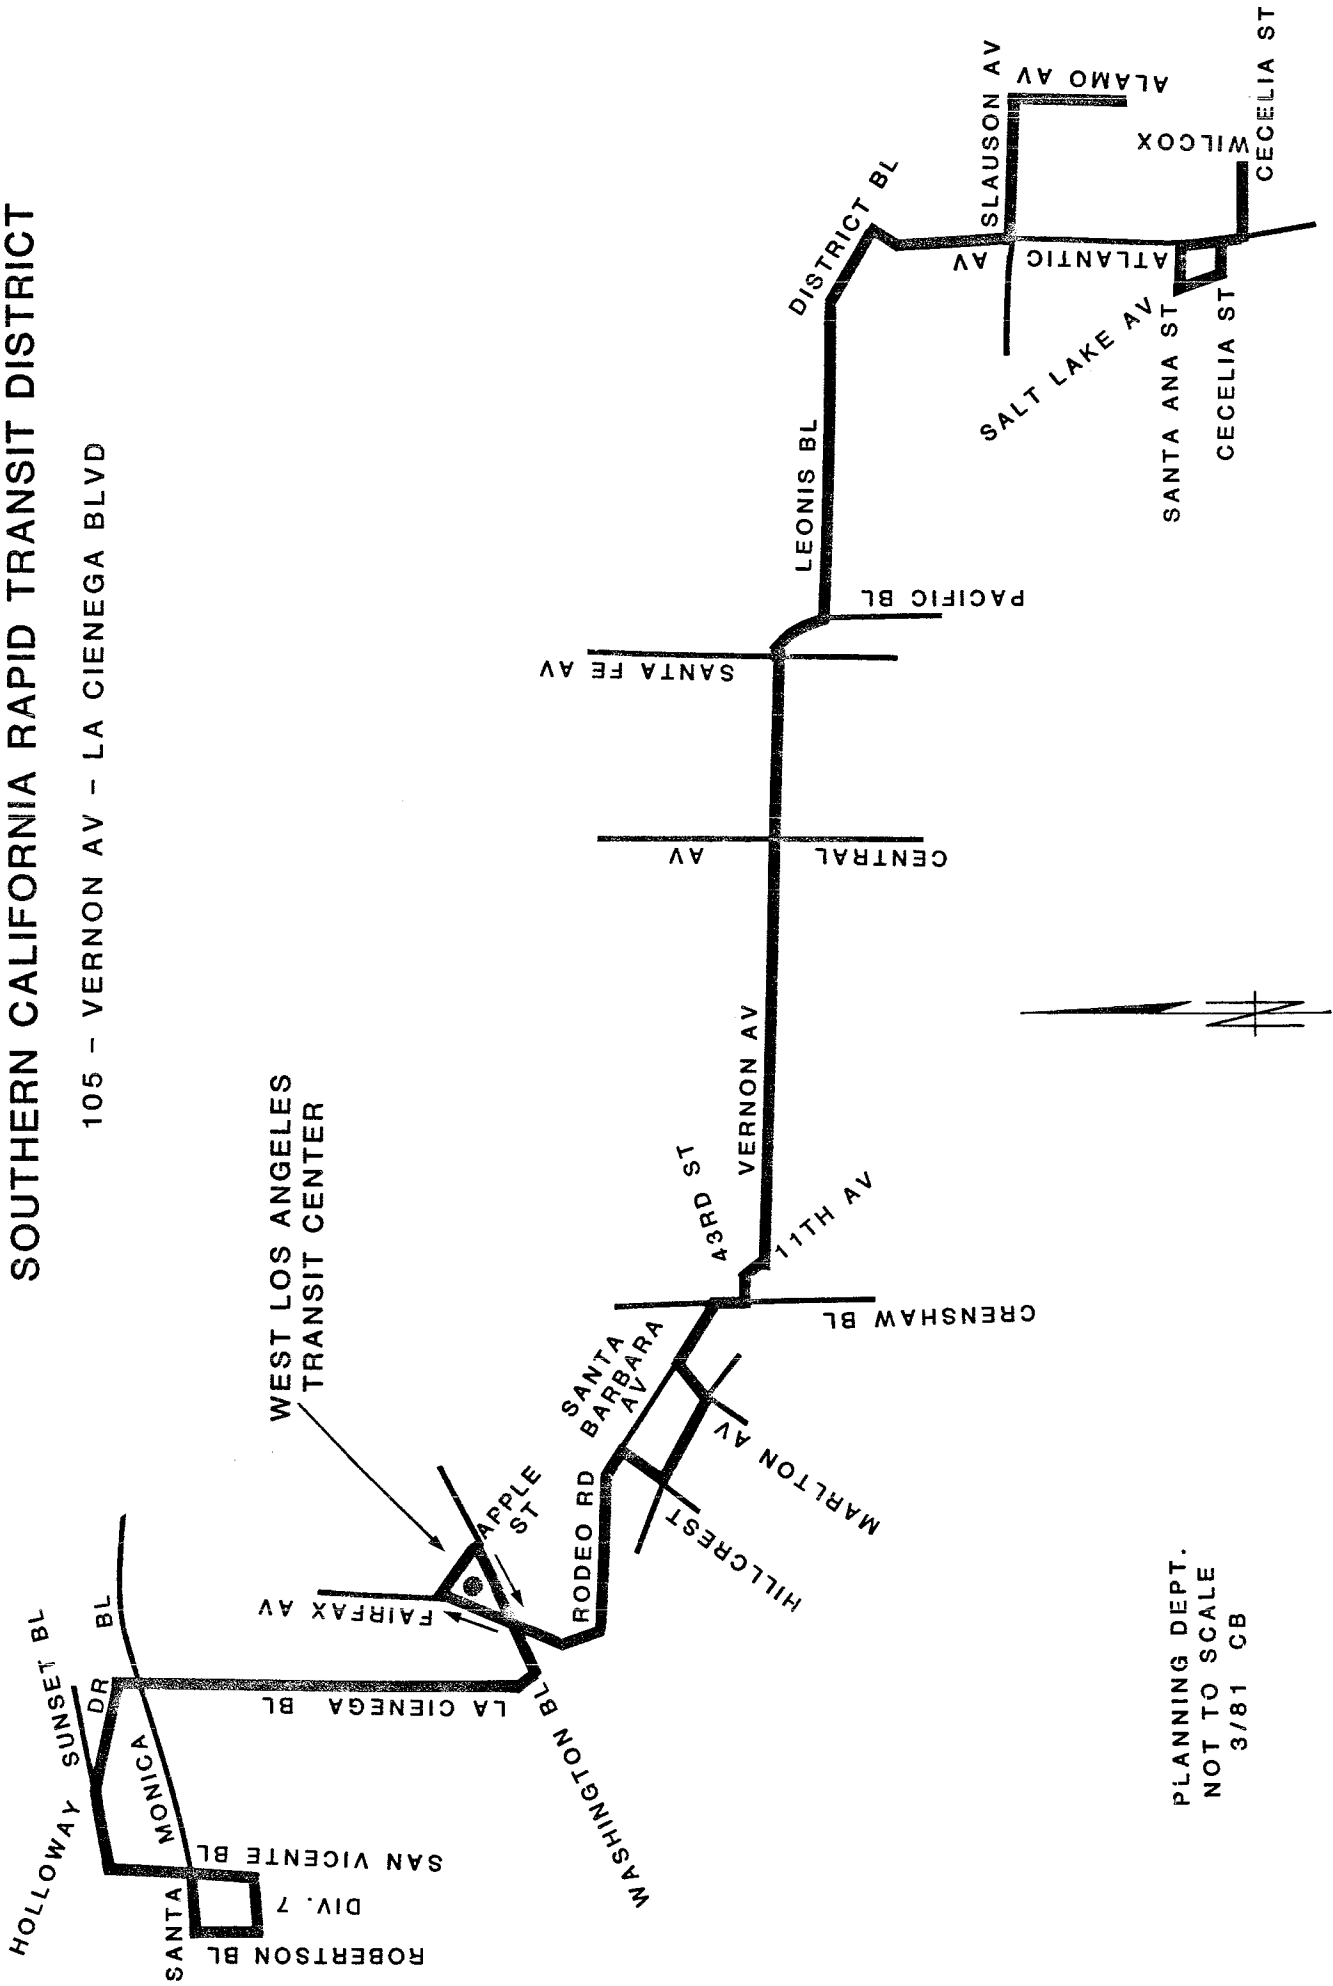 SOUTHERN CALIFORNIA RAPID TRANSIT DISTRICT
105 – VERNON AV – LA CIENEGA BLVD
HOLLOWAY DR
SUNSET BL
SANTA MONICA BL
ROBERTSON BL
DIV. 7
SAN VICENTE BL
LA CIENEGA BL
WASHINGTON BL
FAIRFAX AV
WEST LOS ANGELES
TRANSIT CENTER
APPLE
ST
RODEO RD
SANTA
BARBARA
AV
HILLCREST
MARLTON AV
CRENSHAW BL
43RD ST
11TH AV
VERNON AV
CENTRAL AV
SANTA FE AV
PACIFIC BL
LEONIS BL
DISTRICT BL
SLAUSON AV
ALAMO AV
ATLANTIC AV
WILCOX
CECELIA ST
SALT LAKE AV
SANTA ANA ST
CECELIA ST
N
PLANNING DEPT.
NOT TO SCALE
3/81 CB